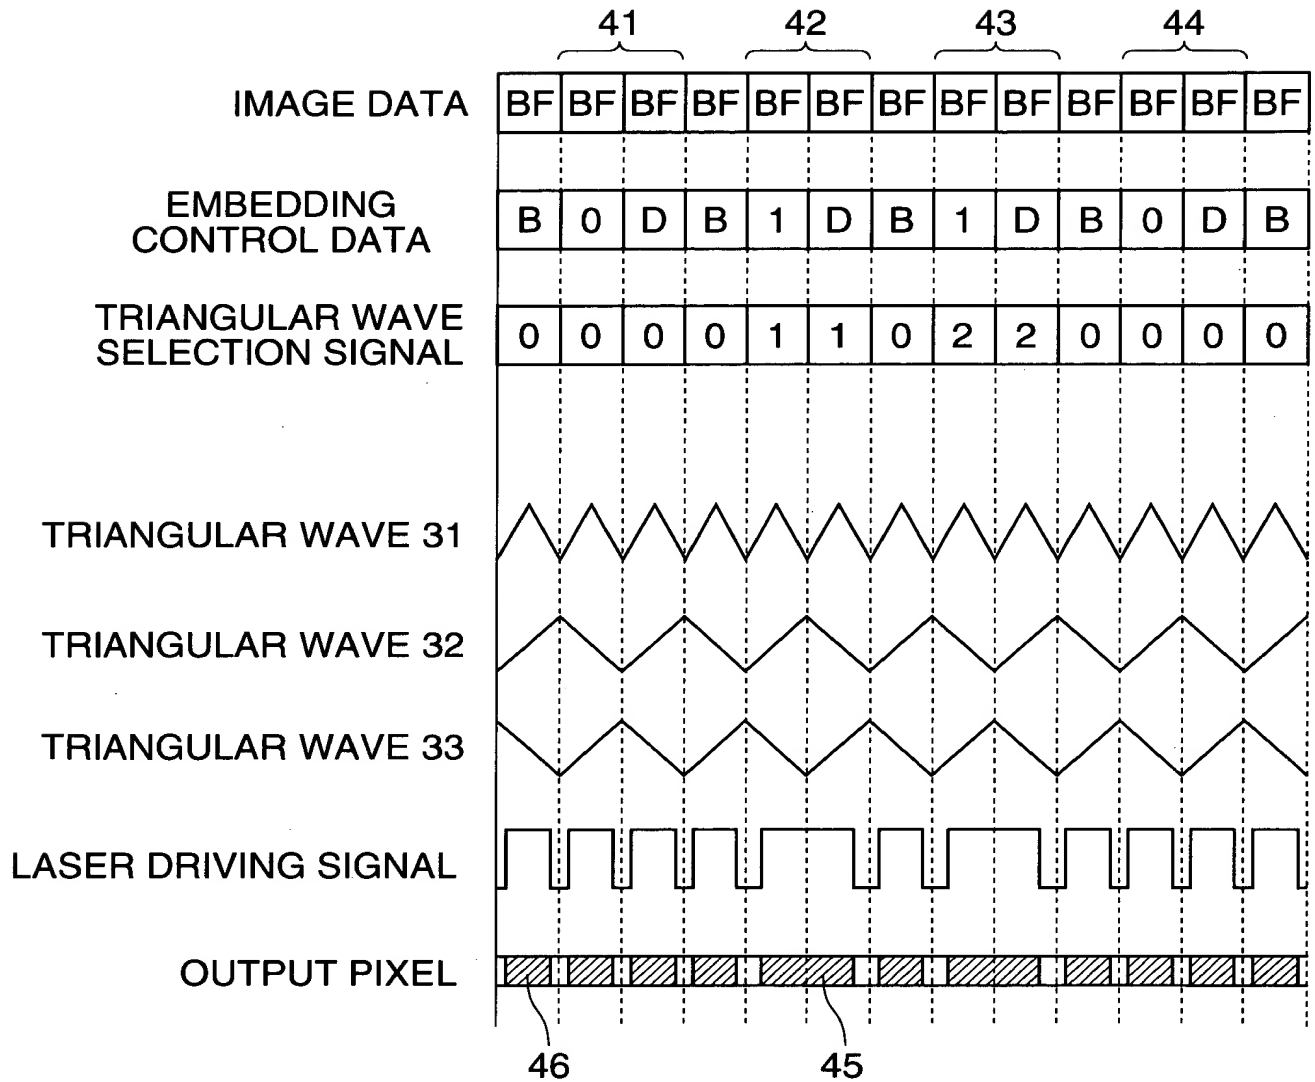 41 42 43 44
IMAGE DATA BF BF BF BF BF BF BF BF BF BF BF BF BF
EMBEDDING
CONTROL DATA B 0 D B 1 D B 1 D B 0 D B
TRIANGULAR WAVE
SELECTION SIGNAL 0 0 0 0 1 1 0 2 2 0 0 0 0
TRIANGULAR WAVE 31
TRIANGULAR WAVE 32
TRIANGULAR WAVE 33
LASER DRIVING SIGNAL
OUTPUT PIXEL
46 45